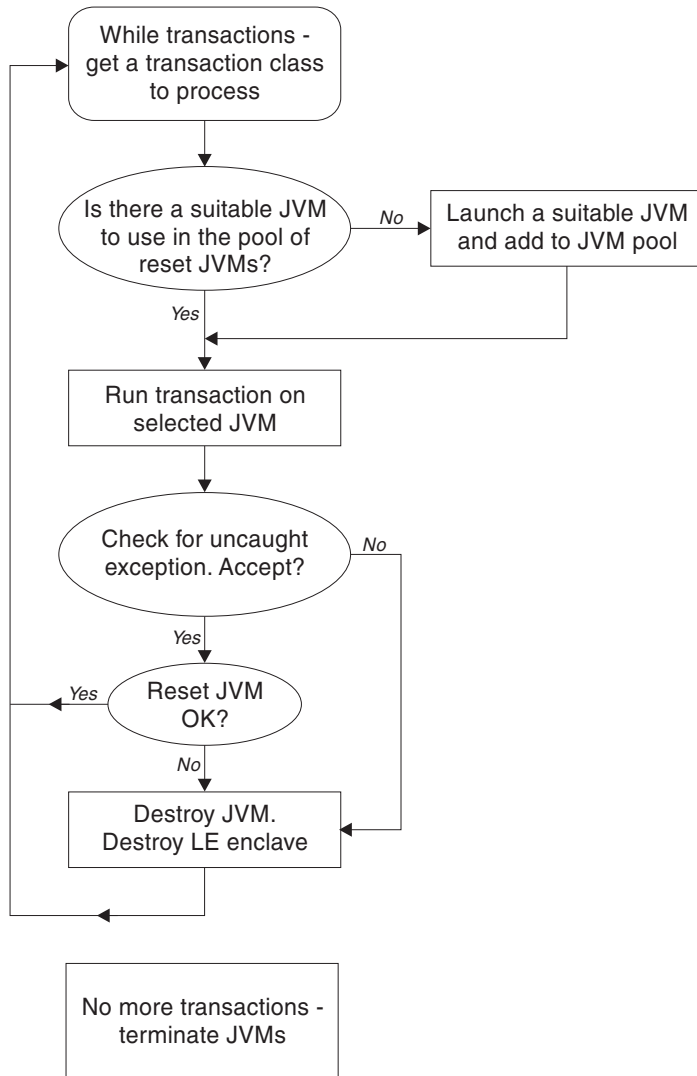 While transactions -
get a transaction class
to process
Is there a suitable JVM
to use in the pool of
reset JVMs?
No
Launch a suitable JVM
and add to JVM pool
Yes
Run transaction on
selected JVM
Check for uncaught
exception. Accept?
No
Yes
Reset JVM
OK?
Yes
No
Destroy JVM.
Destroy LE enclave
No more transactions -
terminate JVMs